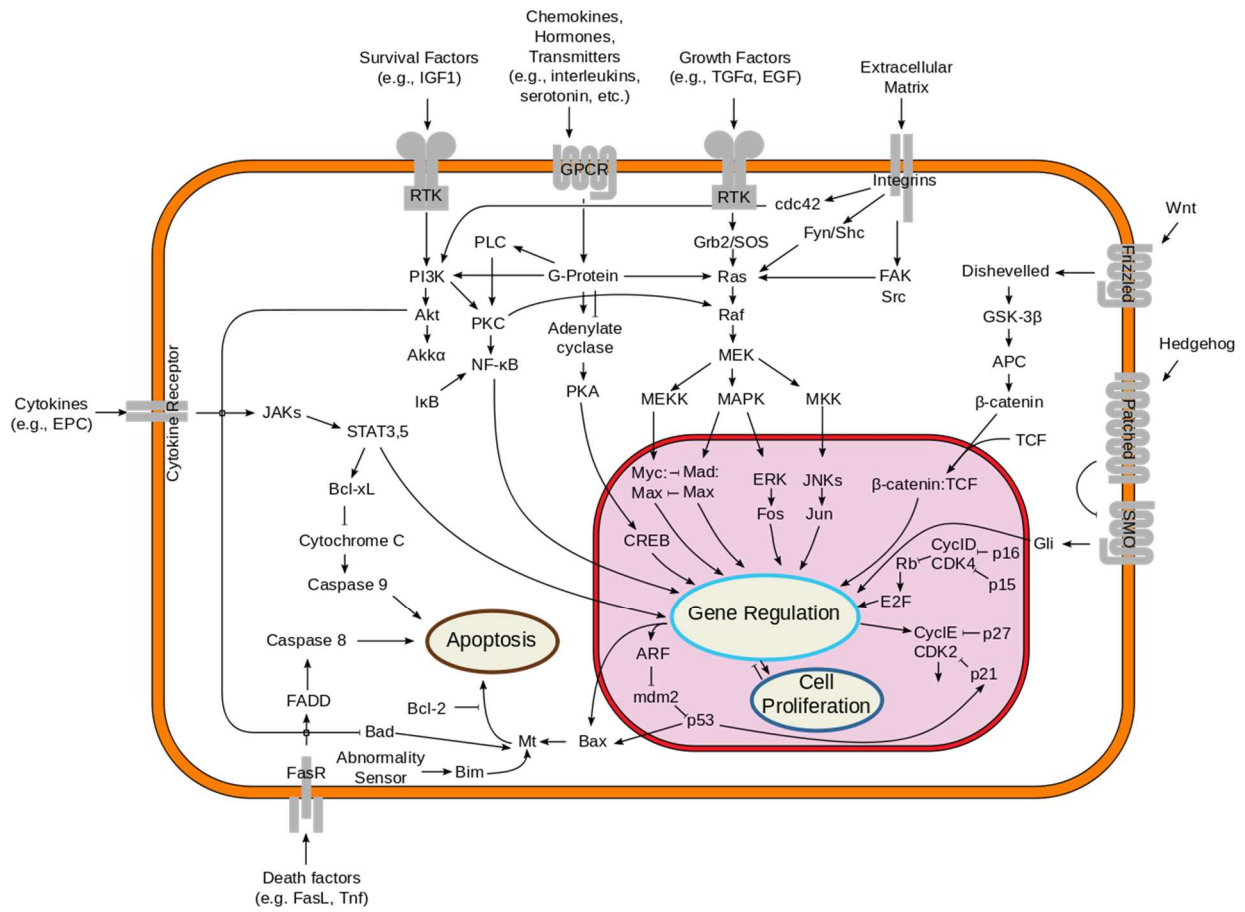 Chemokines,
Hormones,
Transmitters
(e.g., interleukins,
serotonin, etc.)
Survival Factors
(e.g., IGF1)
Growth Factors
(e.g., TGFα, EGF)
Extracellular
Matrix
RTK
GPCR
RTK
Integrins
cdc42
Wnt
Grb2/SOS
Fyn/Shc
PLC
PI3K
G-Protein
Ras
FAK
Src
Dishevelled
Frizzled
Akt
PKC
Adenylate
cyclase
Raf
GSK-3β
Akkα
NF-κB
MEK
APC
Hedgehog
PKA
IκB
MEKK
MAPK
MKK
β-catenin
Patched
Cytokines
(e.g., EPC)
Cytokine Receptor
JAKs
STAT3,5
TCF
Myc:
Max
Mad:
Max
ERK
JNKs
β-catenin:TCF
Bcl-xL
Fos
Jun
SMO
Cytochrome C
CREB
Gli
CyclD
CDK4
p16
Rb
p15
Caspase 9
E2F
Gene Regulation
Caspase 8
Apoptosis
ARF
CyclE
CDK2
p27
p21
FADD
Bcl-2
mdm2
Cell
Proliferation
p53
Bad
Mt
Bax
FasR
Abnormality
Sensor
Bim
Death factors
(e.g. FasL, Tnf)